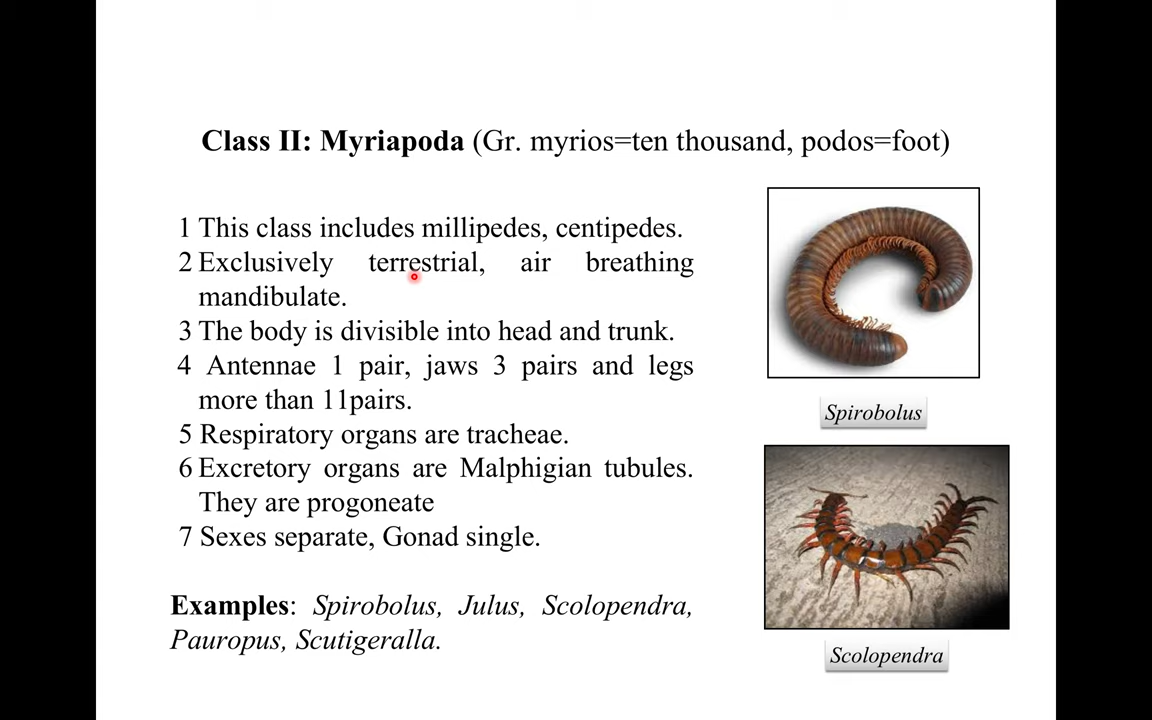 Class II: Myriapoda (Gr. myrios=ten thousand, podos=foot)
1 This class includes millipedes, centipedes.
2 Exclusively terrestrial, air breathing
mandibulate.
3 The body is divisible into head and trunk.
4 Antennae 1 pair, jaws 3 pairs and legs
more than 11pairs.
5 Respiratory organs are tracheae.
6 Excretory organs are Malphigian tubules.
They are progoneate
7 Sexes separate, Gonad single.
Examples: Spirobolus, Julus, Scolopendra,
Pauropus, Scutigeralla.
Spirobolus
Scolopendra